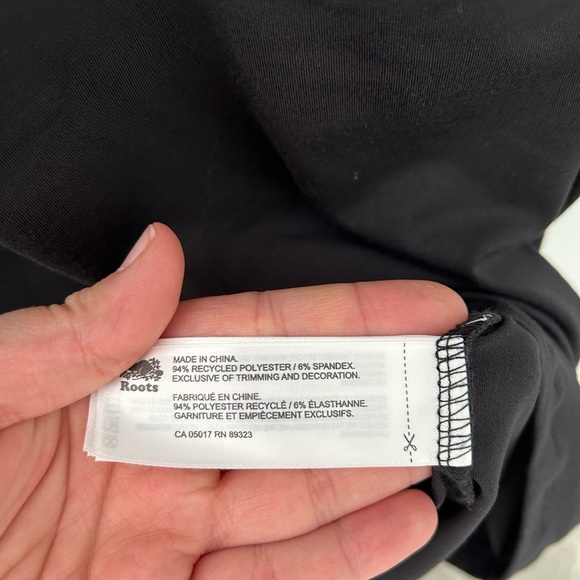 Roots
MADE IN CHINA.
94% RECYCLED POLYESTER / 6% SPANDEX.
EXCLUSIVE OF TRIMMING AND DECORATION.
FABRIQUÉ EN CHINE.
94% POLYESTER RECYCLÉ / 6% ÉLASTHANNE.
GARNITURE ET EMPIÈCEMENT EXCLUSIFS.
CA 05017 RN 89323